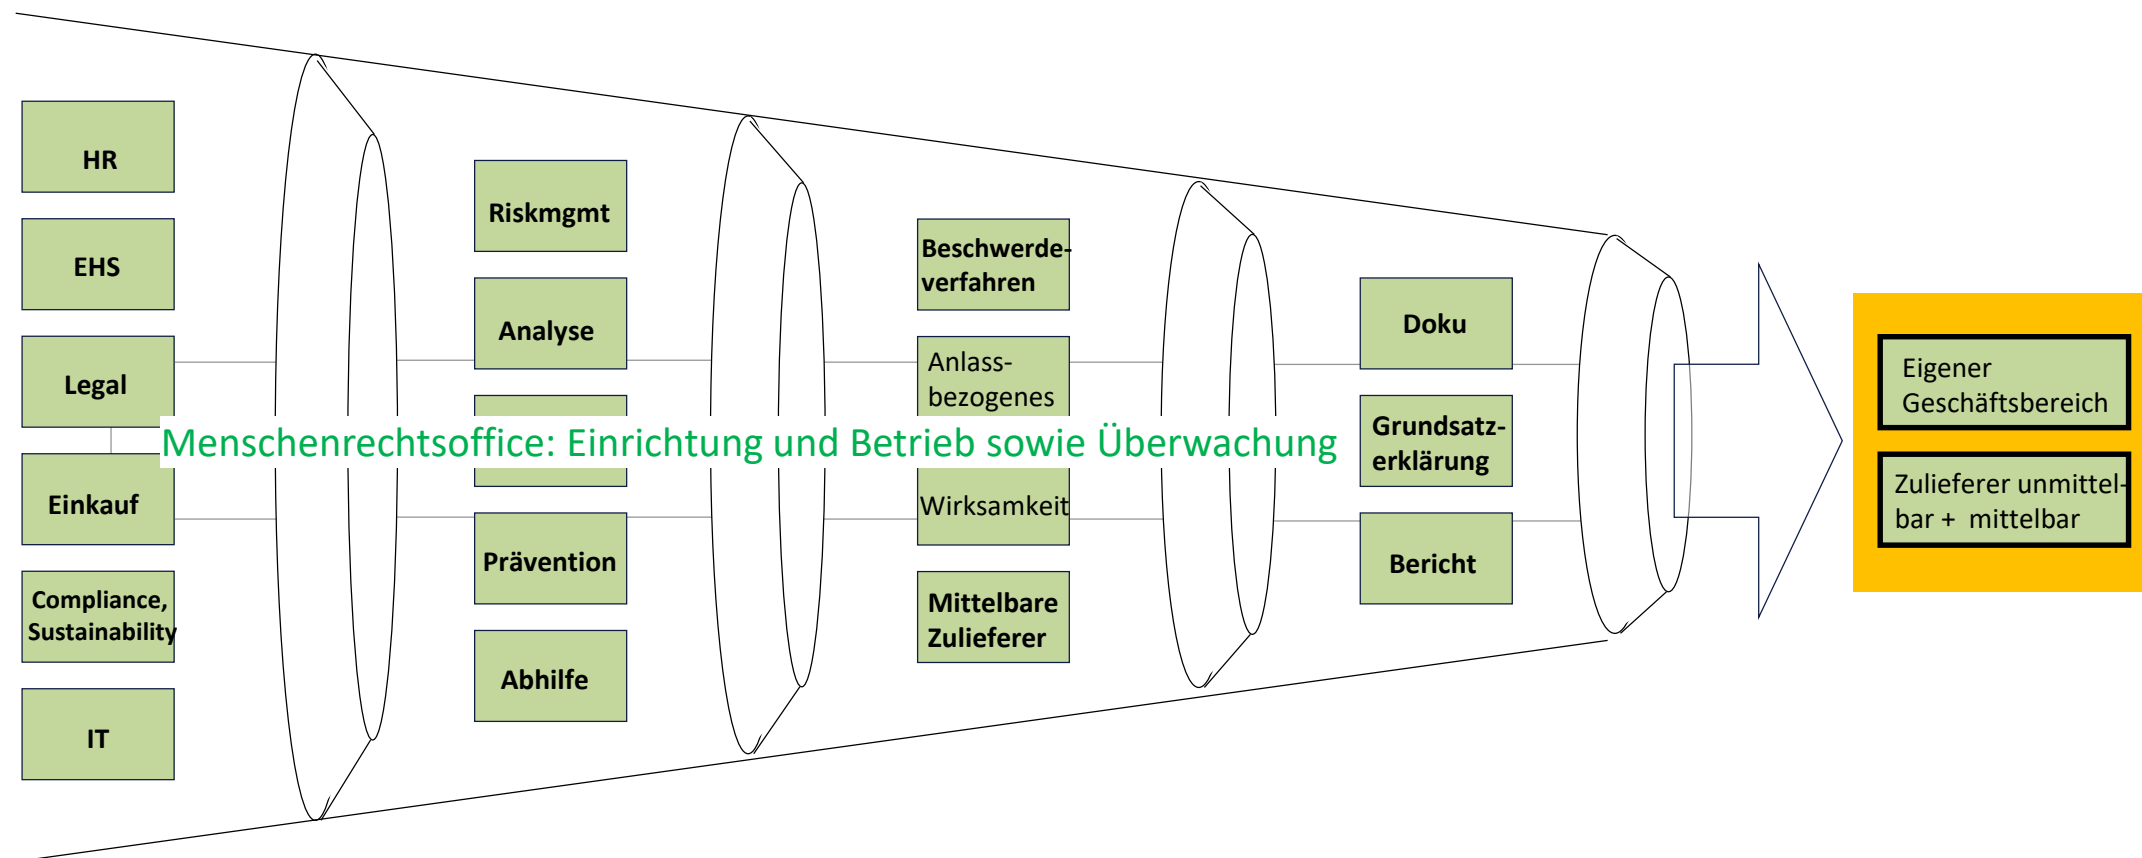 HR
EHS
Legal
Einkauf
Compliance,
Sustainability
IT
Riskmgmt
Analyse
Prävention
Abhilfe
Beschwerde-
verfahren
Anlass-
bezogenes
Wirksamkeit
Mittelbare
Zulieferer
Menschenrechtsoffice: Einrichtung und Betrieb sowie Überwachung
Doku
Grundsatz-
erklärung
Bericht
Eigener
Geschäftsbereich
Zulieferer unmittel-
bar + mittelbar